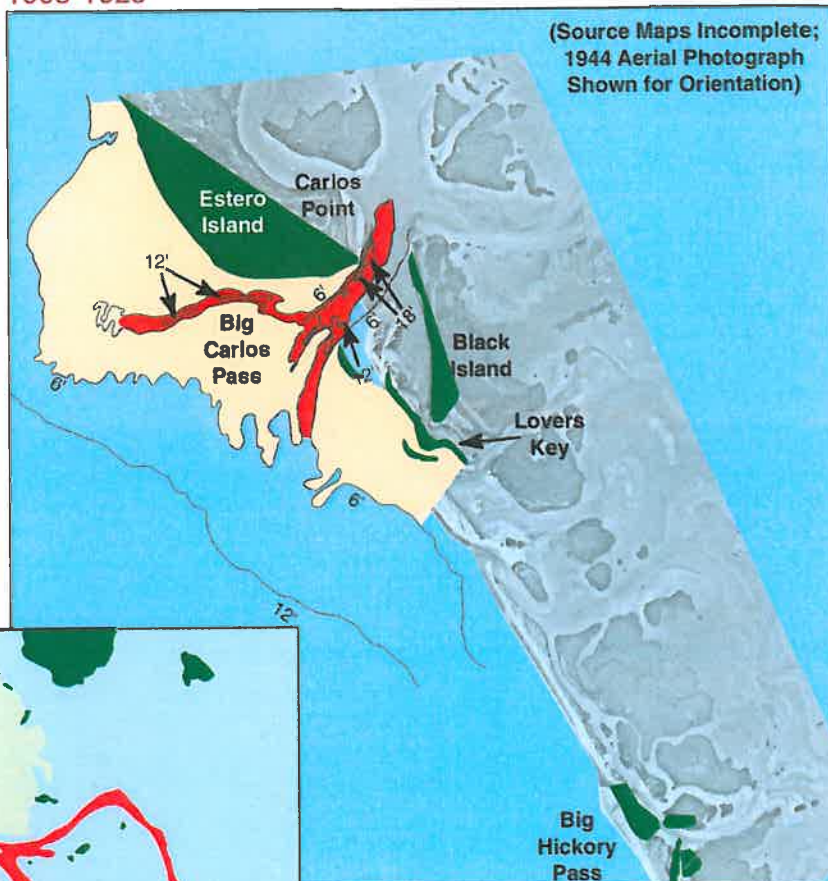 (Source Maps Incomplete;
1944 Aerial Photograph
Shown for Orientation)
Carlos
Point
Estero
Island
12'
6'
6'
18'
Big
Carlos
Pass
12'
Black
Island
6'
Lovers
Key
6'
12'
Big
Hickory
Pass